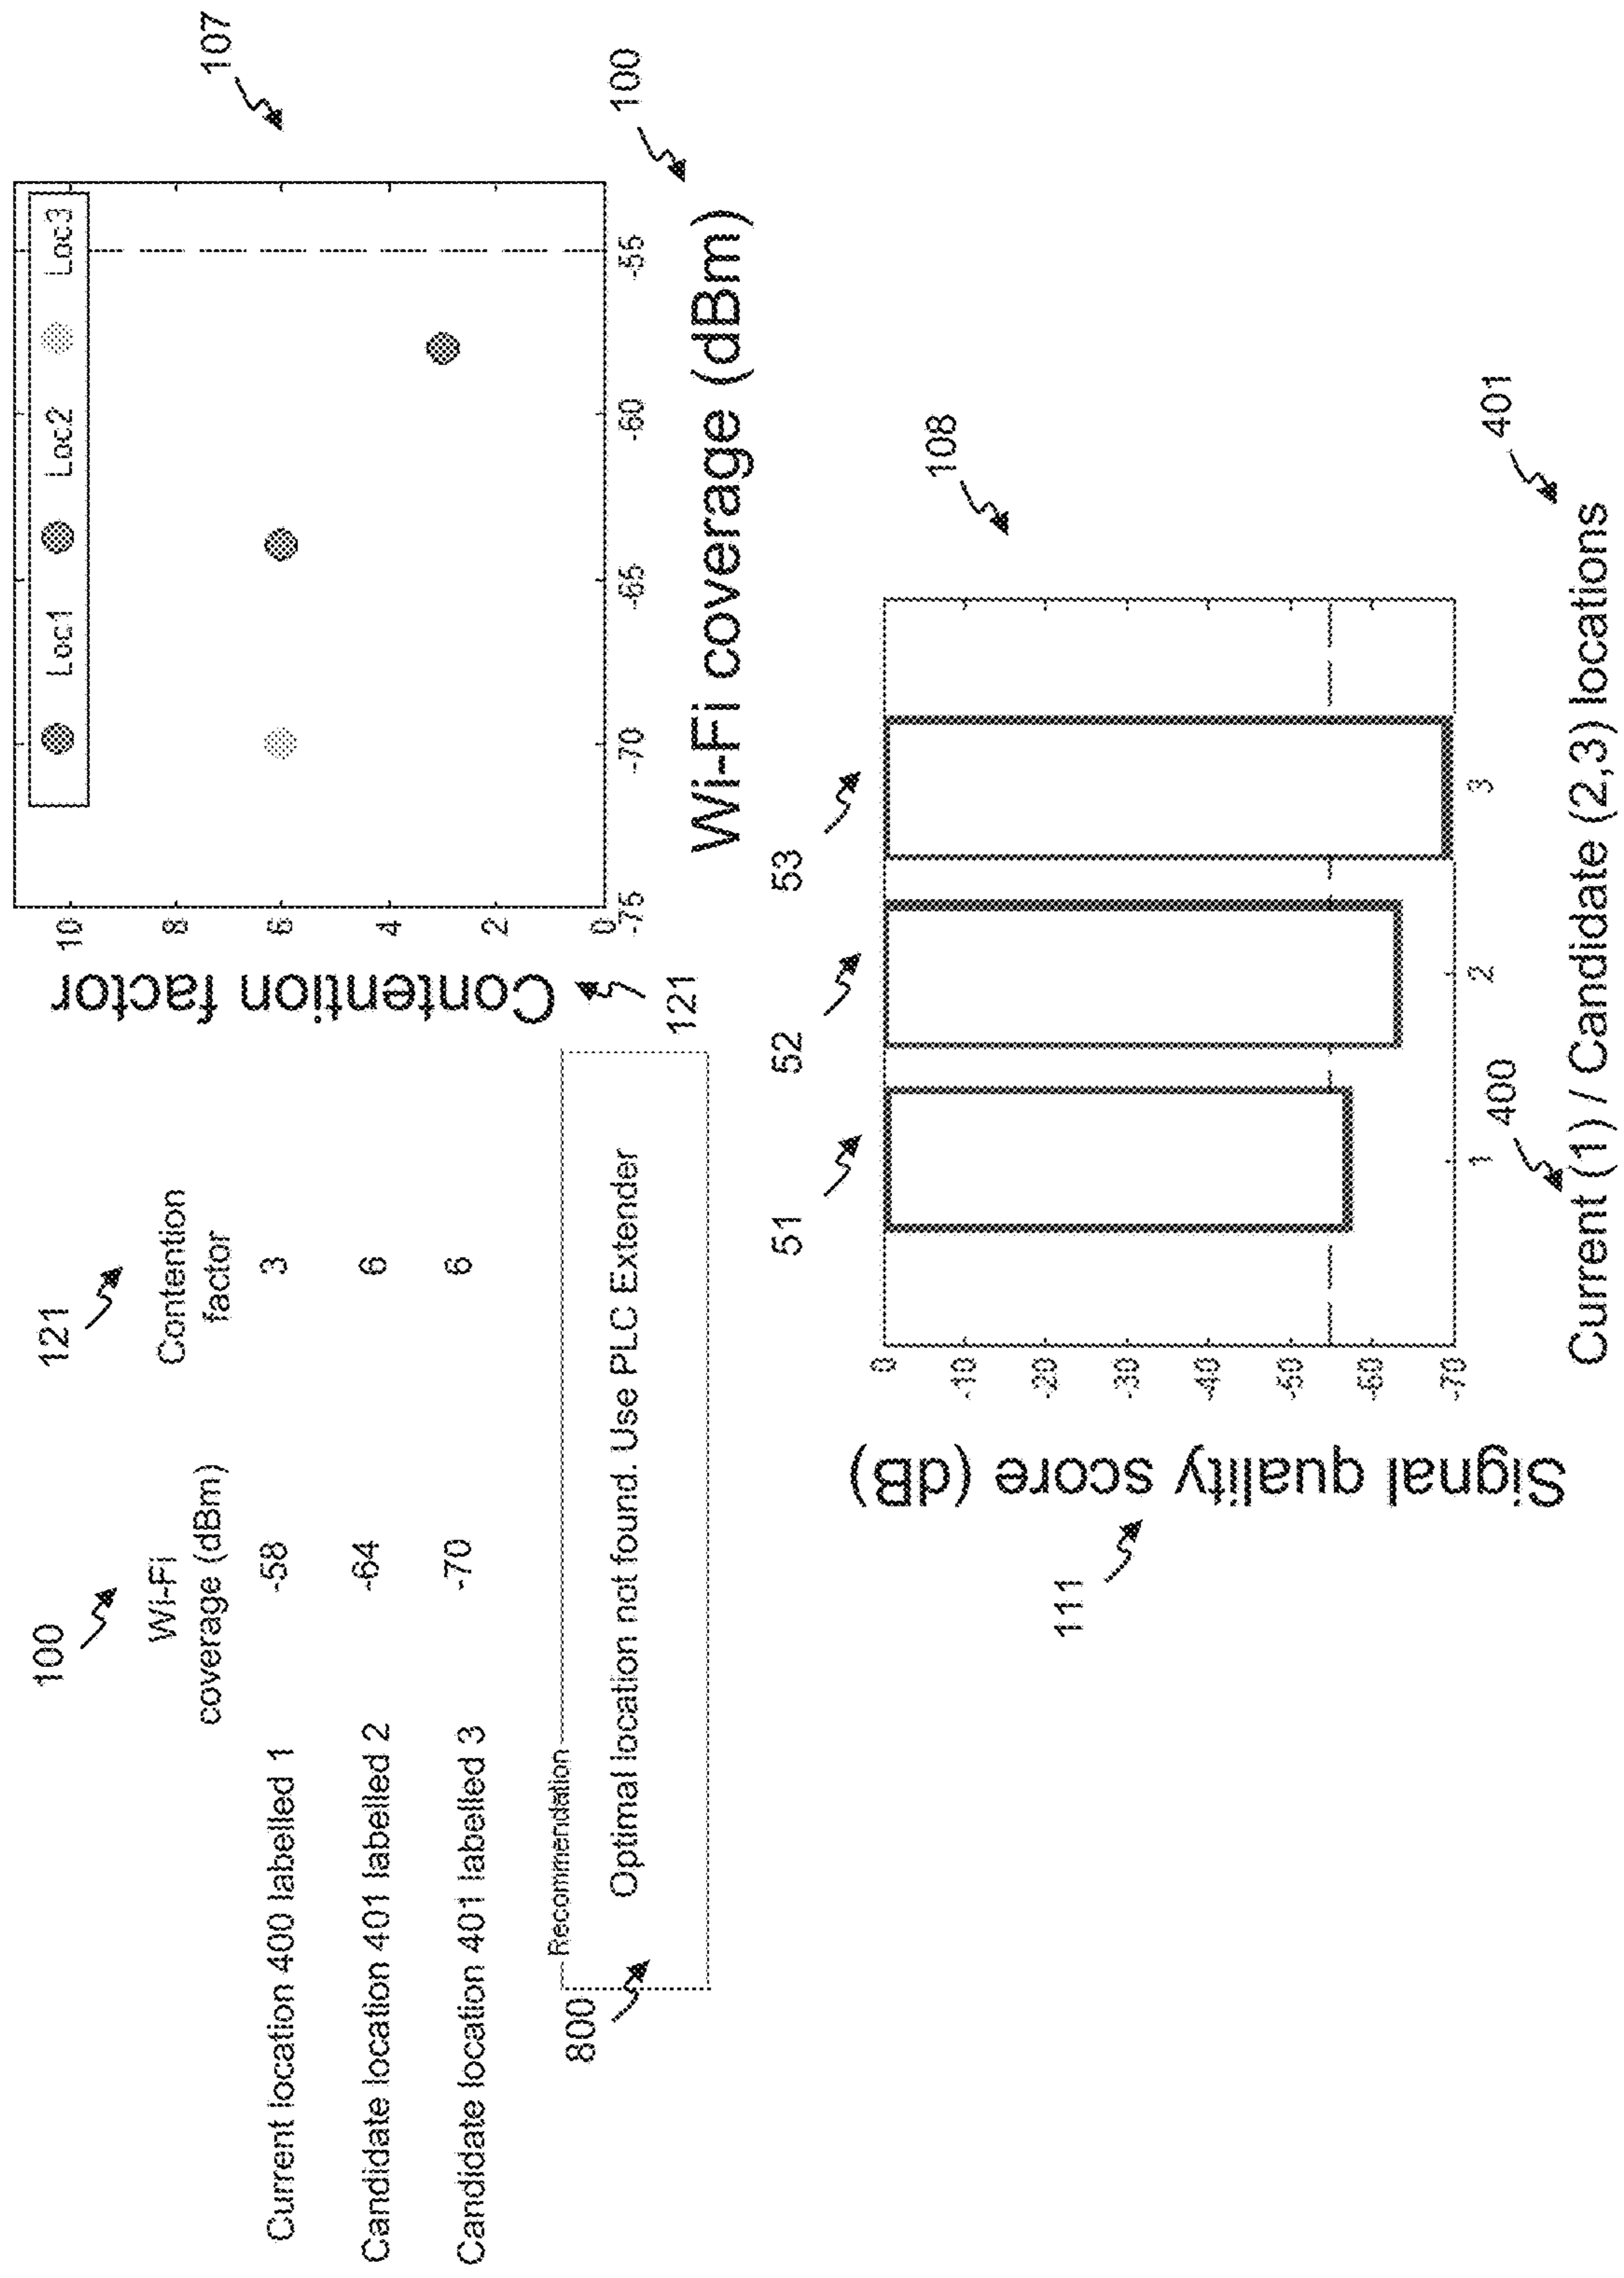 100
121
Wi-Fi
coverage (dBm)
Contention
factor
Current location 400 labelled 1
-58
3
Candidate location 401 labelled 2
-64
6
Candidate location 401 labelled 3
-70
6
Recommendation
Optimal location not found. Use PLC Extender
800
107
Loc1 Loc2 Loc3
10
8
6
4
2
0
Contention factor
121
-75 -70 -65 -60 -55
Wi-Fi coverage (dBm)
100
51
52
53
108
0
-10
-20
-30
-40
-50
-60
-70
Signal quality score (dB)
111
1 2 3
400
401
Current (1) / Candidate (2,3) locations